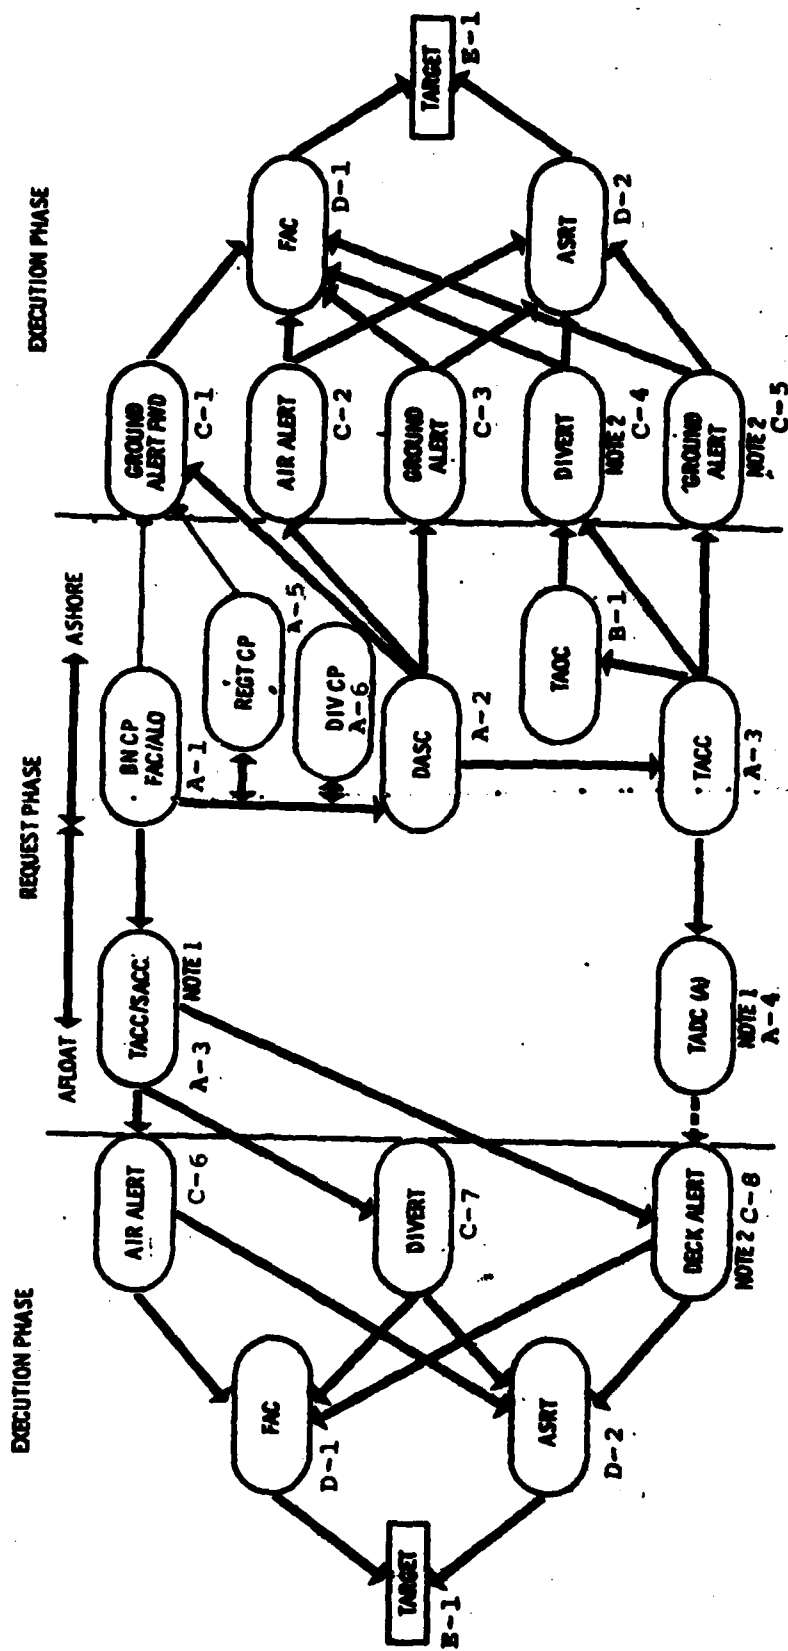 EXECUTION PHASE
REQUEST PHASE
EXECUTION PHASE
AFLOAT
ASHORE
AIR ALERT
C-6
TACC/SACC
A-3
NOTE 1
BN CP
FAC/ALO
A-1
GROUND
ALERT FWD
C-1
REGT CP
A-5
DIV CP
A-6
FAC
D-1
AIR ALERT
C-2
FAC
D-1
TARGET
E-1
DIVERT
C-7
DASC
A-2
GROUND
ALERT
C-3
TARGET
E-1
ASRT
D-2
TAOC
B-1
DIVERT
NOTE 2
C-4
ASRT
D-2
DECK ALERT
NOTE 2 C-8
TADC (A)
NOTE 1
A-4
TACC
A-3
GROUND
ALERT
NOTE 2
C-5